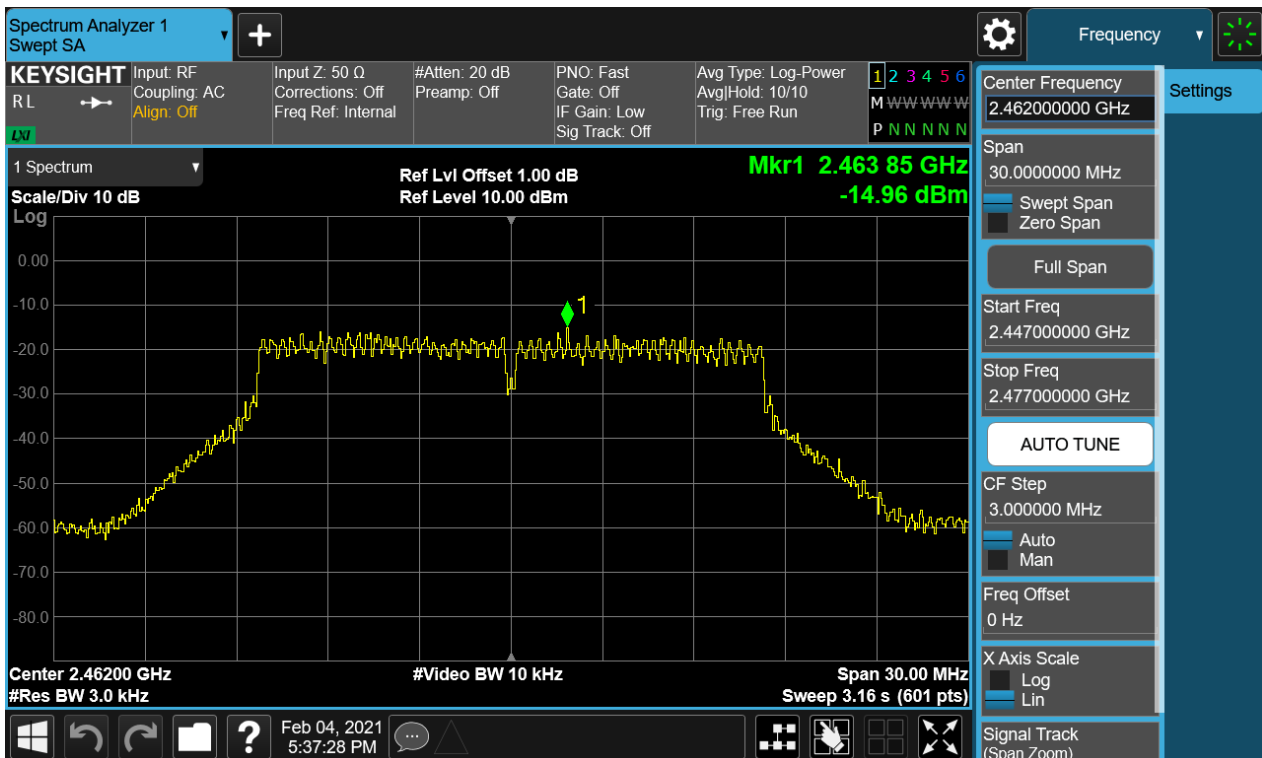 Spectrum Analyzer 1
Swept SA
+
Frequency
KEYSIGHT
R L
LXI
Input: RF
Coupling: AC
Align: Off
Input Z: 50 Ω
Corrections: Off
Freq Ref: Internal
#Atten: 20 dB
Preamp: Off
PNO: Fast
Gate: Off
IF Gain: Low
Sig Track: Off
Avg Type: Log-Power
Avg|Hold: 10/10
Trig: Free Run
1 2 3 4 5 6
M W W W W W
P N N N N N
1 Spectrum
Scale/Div 10 dB
Log
Ref Lvl Offset 1.00 dB
Ref Level 10.00 dBm
Mkr1 2.463 85 GHz
-14.96 dBm
0.00
-10.0
-20.0
-30.0
-40.0
-50.0
-60.0
-70.0
-80.0
1
Center 2.46200 GHz
#Res BW 3.0 kHz
#Video BW 10 kHz
Span 30.00 MHz
Sweep 3.16 s (601 pts)
?
Feb 04, 2021
5:37:28 PM
Center Frequency
2.462000000 GHz
Span
30.0000000 MHz
Swept Span
Zero Span
Full Span
Start Freq
2.447000000 GHz
Stop Freq
2.477000000 GHz
AUTO TUNE
CF Step
3.000000 MHz
Auto
Man
Freq Offset
0 Hz
X Axis Scale
Log
Lin
Signal Track
(Span Zoom)
Settings